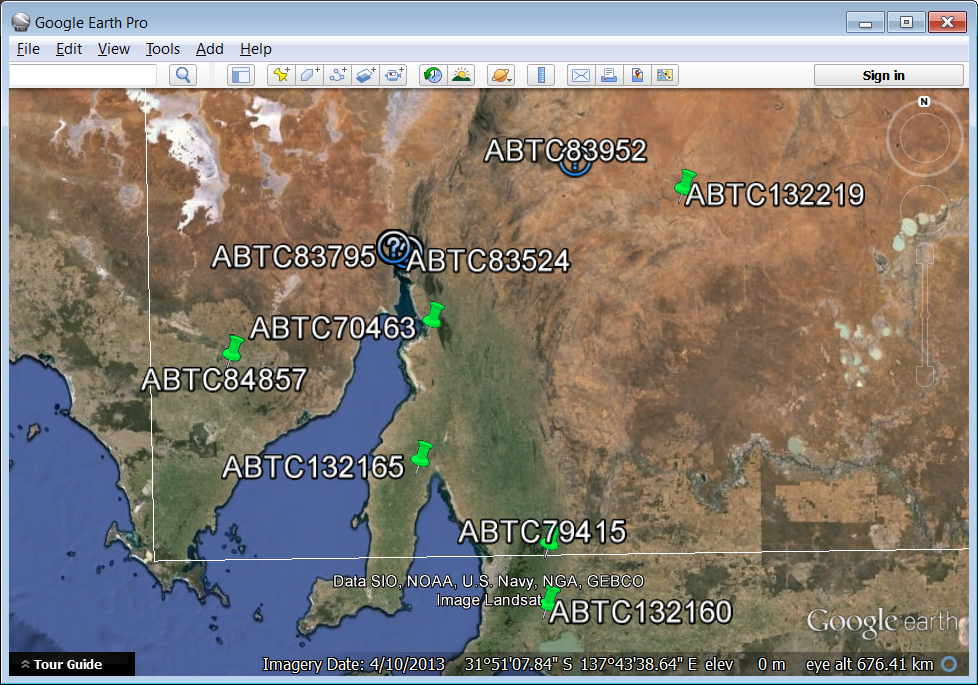 Google Earth Pro
File Edit View Tools Add Help
Sign in
N
ABTC83952
ABTC132219
ABTC83795
ABTC83524
ABTC70463
ABTC84857
ABTC132165
ABTC79415
Data SIO, NOAA, U.S. Navy, NGA, GEBCO
Image Landsat
ABTC132160
Google earth
Tour Guide
Imagery Date: 4/10/2013 31°51'07.84" S 137°43'38.64" E elev 0 m eye alt 676.41 km